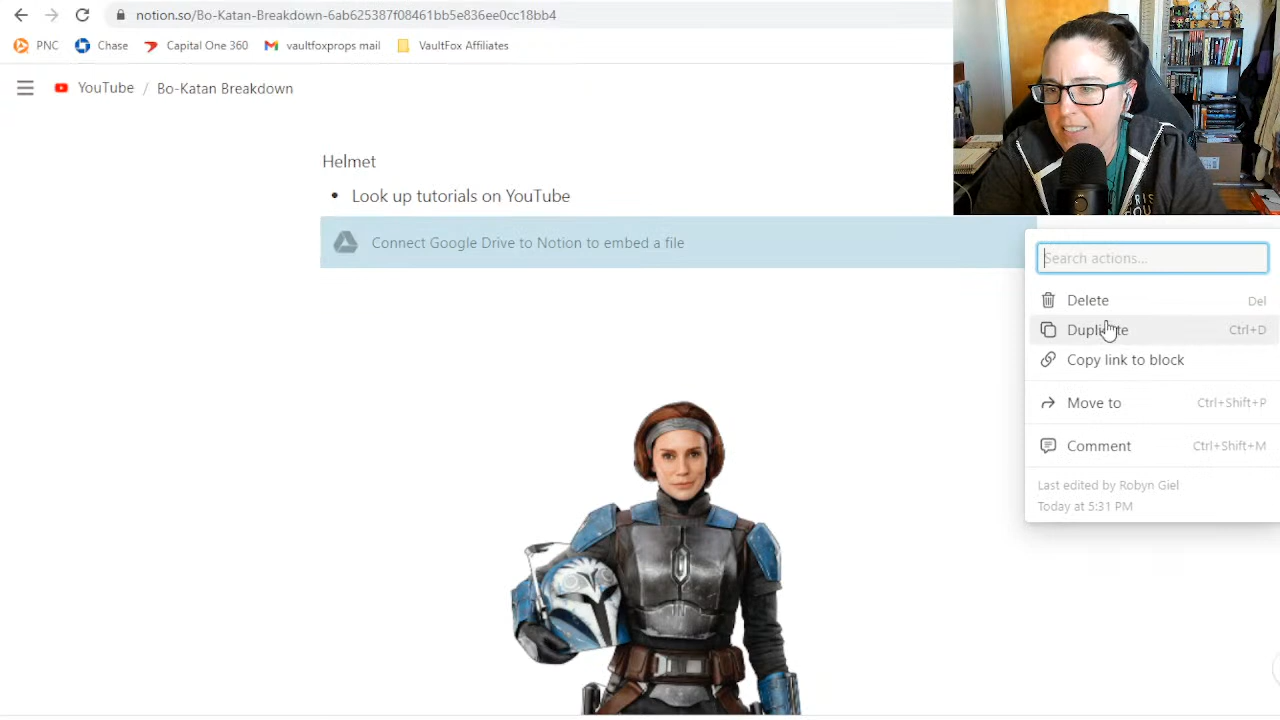 notion.so/Bo-Katan-Breakdown-6ab625387f08461bb5e836ee0cc18bb4
PNC
Chase
Capital One 360
vaultfoxprops mail
VaultFox Affiliates
YouTube / Bo-Katan Breakdown
Helmet
• Look up tutorials on YouTube
Connect Google Drive to Notion to embed a file
Search actions...
Delete Del
Duplicate Ctrl+D
Copy link to block
Move to Ctrl+Shift+P
Comment Ctrl+Shift+M
Last edited by Robyn Giel
Today at 5:31 PM